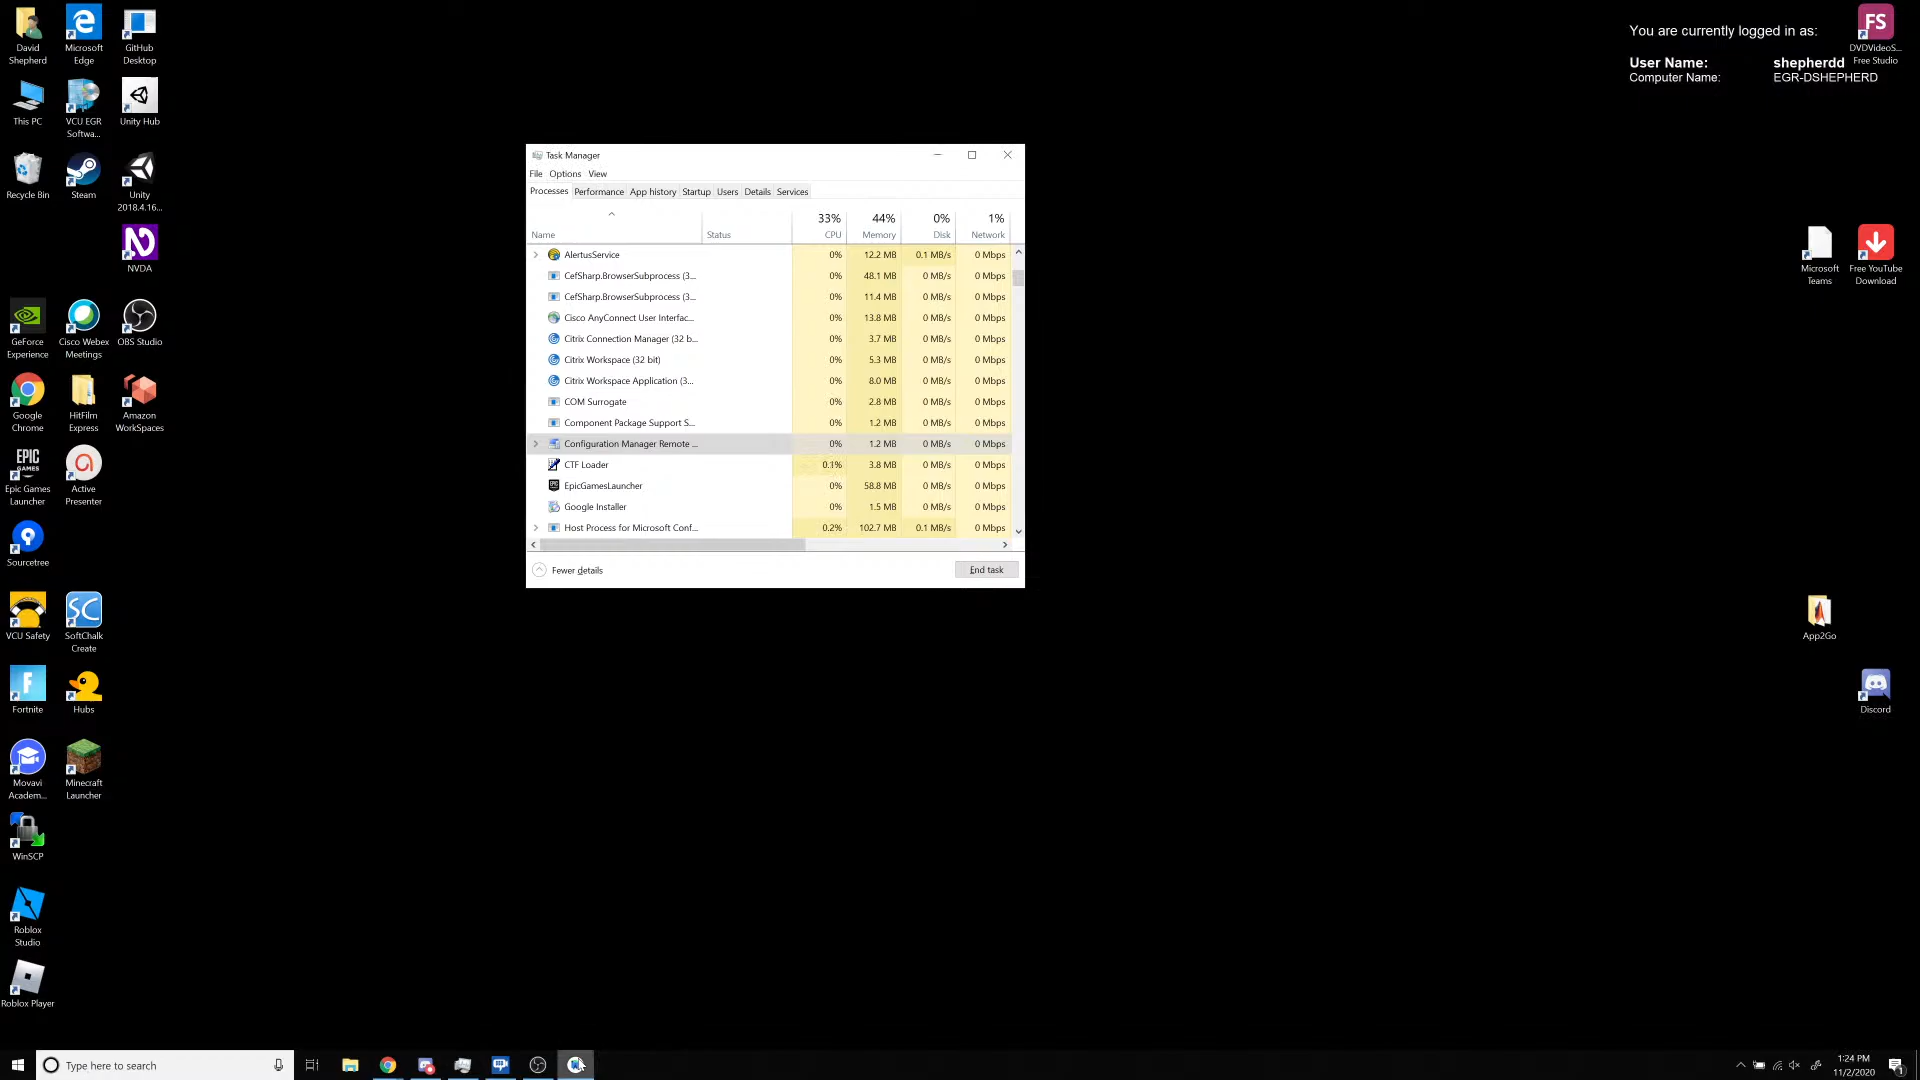 David
Shepherd
Microsoft
Edge
GitHub
Desktop
This PC
VCU EGR
Softwa...
Unity Hub
Recycle Bin
Steam
Unity
2018.4.16...
NVDA
GeForce
Experience
Cisco Webex
Meetings
OBS Studio
Google
Chrome
HitFilm
Express
Amazon
WorkSpaces
EPIC
GAMES
Epic Games
Launcher
Active
Presenter
Sourcetree
VCU Safety
SC
SoftChalk
Create
F
Fortnite
Hubs
Movavi
Academ...
Minecraft
Launcher
WinSCP
Roblox
Studio
Roblox Player
Task Manager
File Options View
Processes Performance App history Startup Users Details Services
33% 44% 0% 1%
Name Status CPU Memory Disk Network
AlertusService 0% 12.2 MB 0.1 MB/s 0 Mbps
CefSharp.BrowserSubprocess (3... 0% 48.1 MB 0 MB/s 0 Mbps
CefSharp.BrowserSubprocess (3... 0% 11.4 MB 0 MB/s 0 Mbps
Cisco AnyConnect User Interfac... 0% 13.8 MB 0 MB/s 0 Mbps
Citrix Connection Manager (32 b... 0% 3.7 MB 0 MB/s 0 Mbps
Citrix Workspace (32 bit) 0% 5.3 MB 0 MB/s 0 Mbps
Citrix Workspace Application (3... 0% 8.0 MB 0 MB/s 0 Mbps
COM Surrogate 0% 2.8 MB 0 MB/s 0 Mbps
Component Package Support S... 0% 1.2 MB 0 MB/s 0 Mbps
Configuration Manager Remote ... 0% 1.2 MB 0 MB/s 0 Mbps
CTF Loader 0.1% 3.8 MB 0 MB/s 0 Mbps
EpicGamesLauncher 0% 58.8 MB 0 MB/s 0 Mbps
Google Installer 0% 1.5 MB 0 MB/s 0 Mbps
Host Process for Microsoft Conf... 0.2% 102.7 MB 0.1 MB/s 0 Mbps
Fewer details
End task
You are currently logged in as:
User Name: shepherdd
Computer Name: EGR-DSHEPHERD
FS
DVDVideoS...
Free Studio
Microsoft
Teams
Free YouTube
Download
App2Go
Discord
Type here to search
1:24 PM
11/2/2020
1